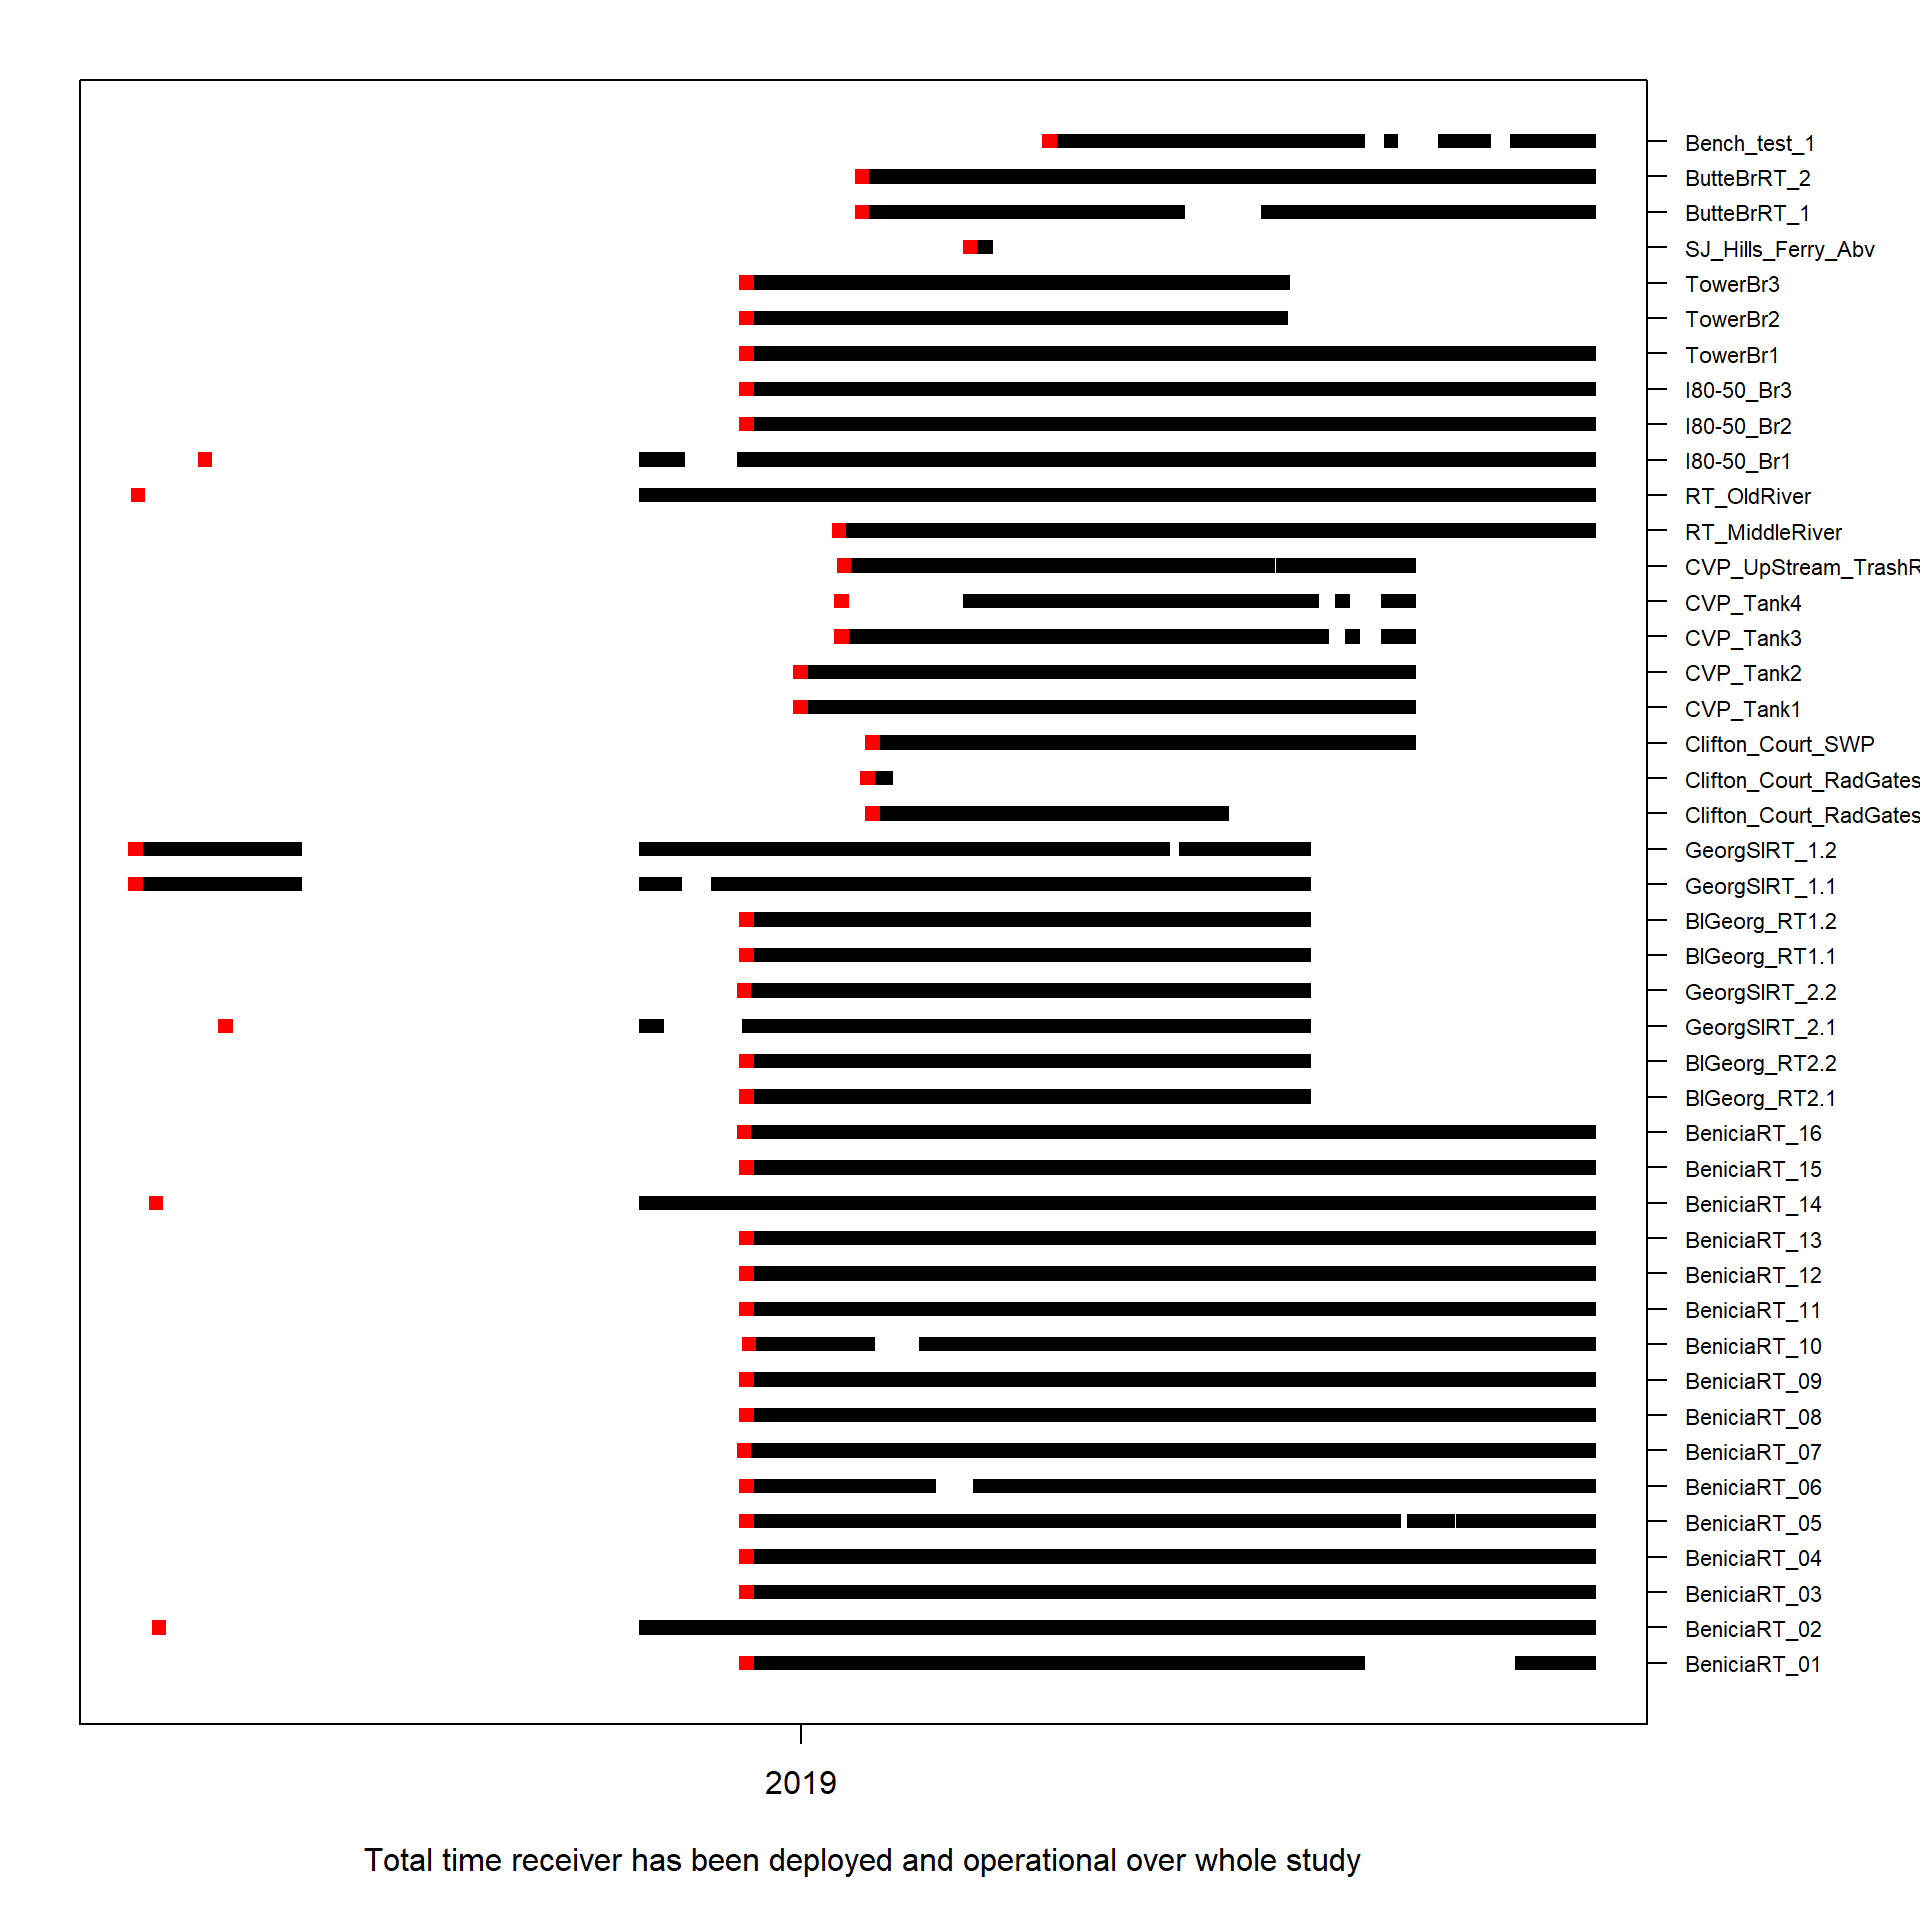 Bench_test_1
ButteBrRT_2
ButteBrRT_1
SJ_Hills_Ferry_Abv
TowerBr3
TowerBr2
TowerBr1
I80-50_Br3
I80-50_Br2
I80-50_Br1
RT_OldRiver
RT_MiddleRiver
CVP_UpStream_TrashR
CVP_Tank4
CVP_Tank3
CVP_Tank2
CVP_Tank1
Clifton_Court_SWP
Clifton_Court_RadGates
Clifton_Court_RadGates
GeorgSlRT_1.2
GeorgSlRT_1.1
BlGeorg_RT1.2
BlGeorg_RT1.1
GeorgSlRT_2.2
GeorgSlRT_2.1
BlGeorg_RT2.2
BlGeorg_RT2.1
BeniciaRT_16
BeniciaRT_15
BeniciaRT_14
BeniciaRT_13
BeniciaRT_12
BeniciaRT_11
BeniciaRT_10
BeniciaRT_09
BeniciaRT_08
BeniciaRT_07
BeniciaRT_06
BeniciaRT_05
BeniciaRT_04
BeniciaRT_03
BeniciaRT_02
BeniciaRT_01
2019
Total time receiver has been deployed and operational over whole study